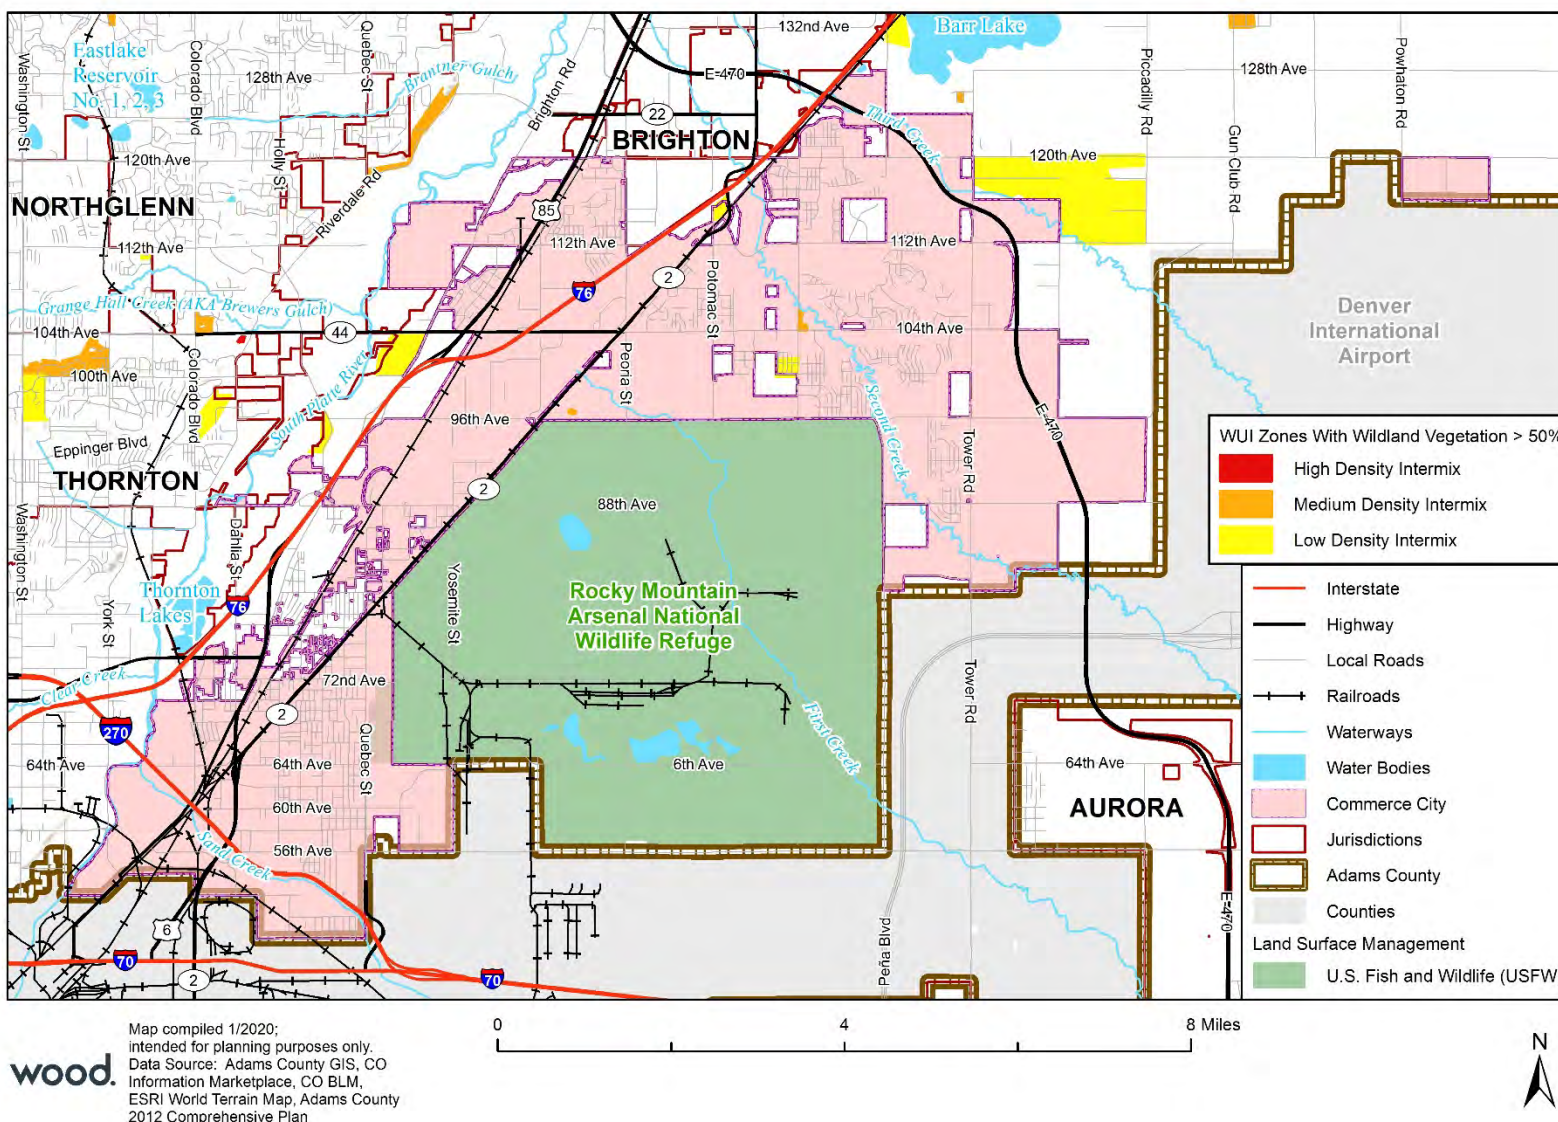 132nd Ave
Barr Lake
Eastlake
Reservoir
No. 1, 2, 3
Washington St
Colorado Blvd
Quebec St
128th Ave
Brantner Gulch
Brighton Rd
E-470
Piccadilly Rd
128th Ave
Powhaton Rd
22
BRIGHTON
Third Creek
120th Ave
Holly St
Riverdale Rd
120th Ave
Gun Club Rd
NORTHGLENN
85
112th Ave
112th Ave
112th Ave
2
Potomac St
76
Grange Hall Creek (AKA Brewers Gulch)
104th Ave
44
104th Ave
Denver
International
Airport
Peoria St
Colorado Blvd
100th Ave
South Platte River
Second Creek
E-470
96th Ave
Tower Rd
Eppinger Blvd
THORNTON
2
88th Ave
Washington St
Dahlia St
Thornton
Lakes
76
York St
Yosemite St
Rocky Mountain
Arsenal National
Wildlife Refuge
Clear Creek
72nd Ave
2
270
Quebec St
First Creek
Tower Rd
64th Ave
64th Ave
6th Ave
64th Ave
AURORA
60th Ave
56th Ave
Sand Creek
6
70
2
70
Peña Blvd
E-470
WUI Zones With Wildland Vegetation > 50%
High Density Intermix
Medium Density Intermix
Low Density Intermix
Interstate
Highway
Local Roads
Railroads
Waterways
Water Bodies
Commerce City
Jurisdictions
Adams County
Counties
Land Surface Management
U.S. Fish and Wildlife (USFW
wood.
Map compiled 1/2020;
intended for planning purposes only.
Data Source: Adams County GIS, CO
Information Marketplace, CO BLM,
ESRI World Terrain Map, Adams County
2012 Comprehensive Plan
0 4 8 Miles
N